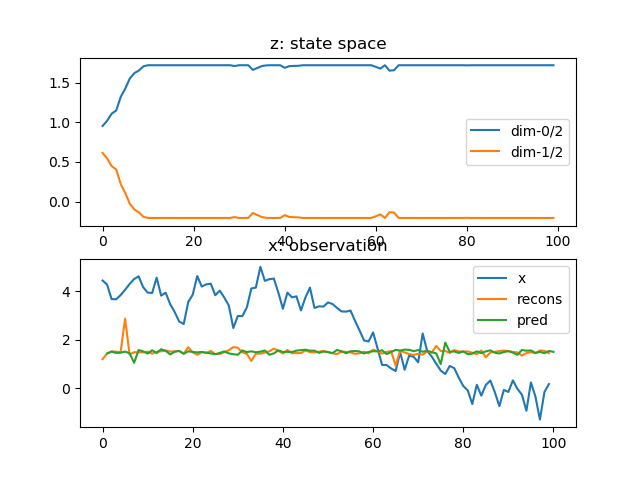 z: state space
1.5
1.0
0.5
0.0
dim-0/2
dim-1/2
0 20 40 60 80 100
x: observation
4
2
0
x
recons
pred
0 20 40 60 80 100